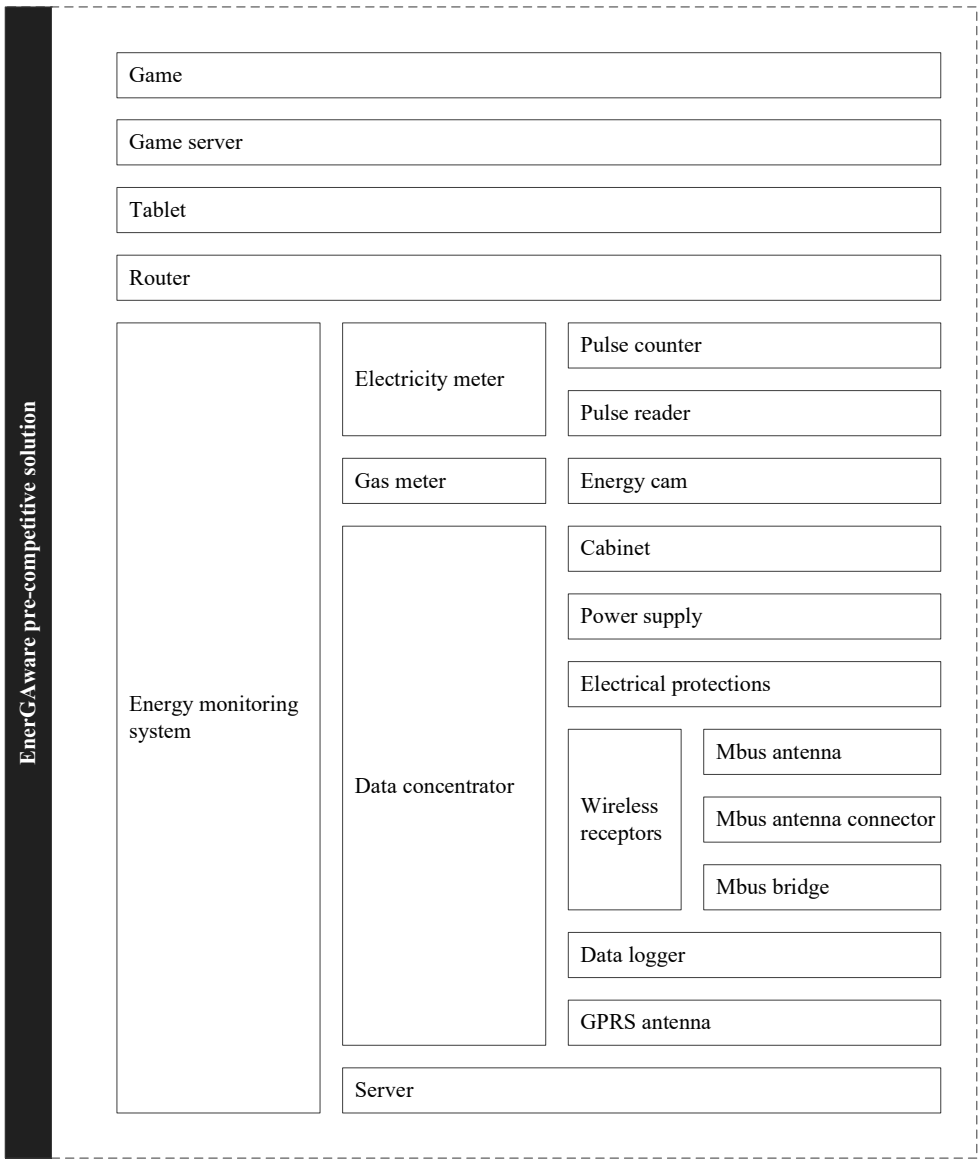 EnerGAware pre-competitive solution
Game
Game server
Tablet
Router
Energy monitoring
system
Electricity meter
Pulse counter
Pulse reader
Gas meter
Energy cam
Data concentrator
Cabinet
Power supply
Electrical protections
Wireless
receptors
Mbus antenna
Mbus antenna connector
Mbus bridge
Data logger
GPRS antenna
Server